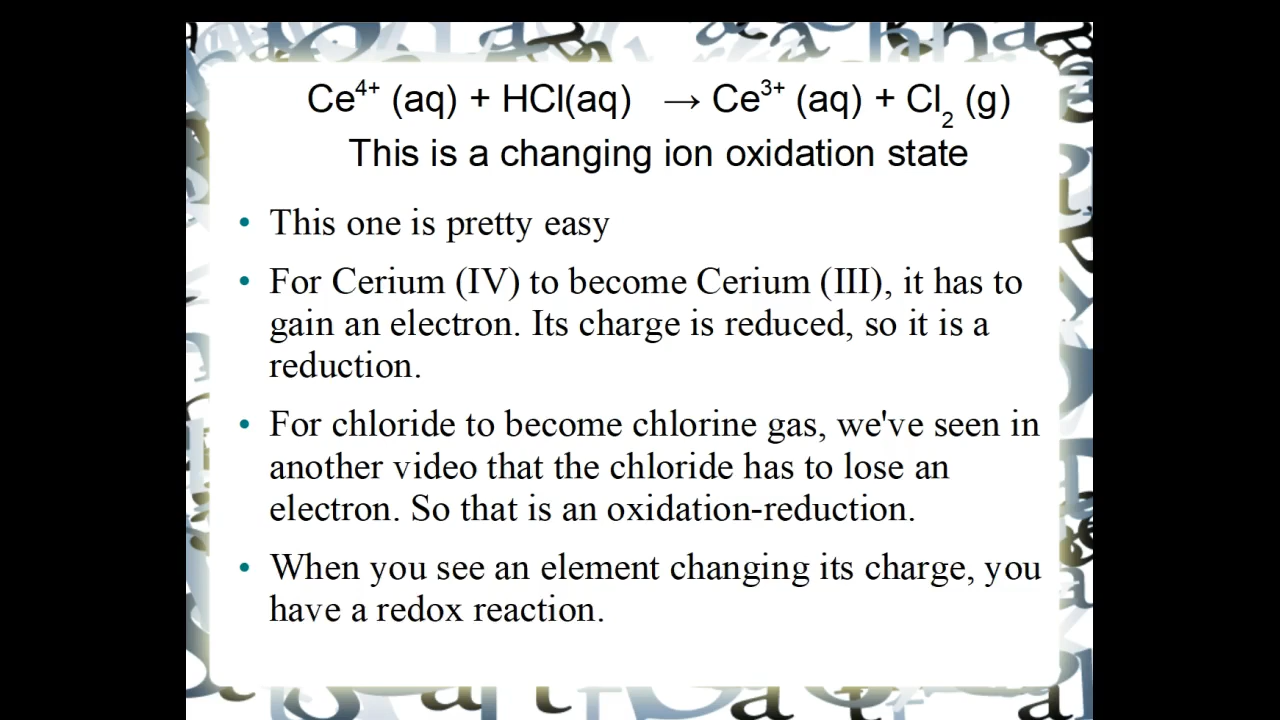 Ce4+ (aq) + HCl(aq) → Ce3+ (aq) + Cl2 (g)
This is a changing ion oxidation state
• This one is pretty easy
• For Cerium (IV) to become Cerium (III), it has to
gain an electron. Its charge is reduced, so it is a
reduction.
• For chloride to become chlorine gas, we've seen in
another video that the chloride has to lose an
electron. So that is an oxidation-reduction.
• When you see an element changing its charge, you
have a redox reaction.